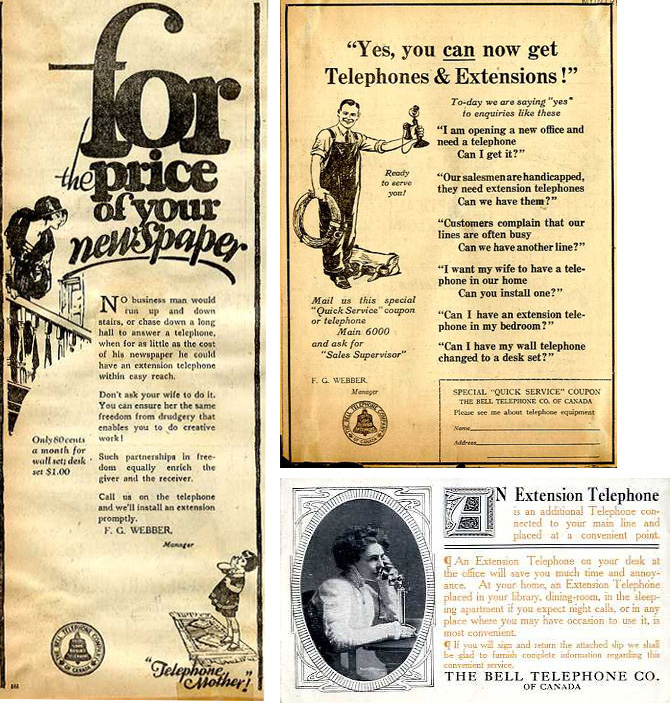 for
the price
of your
newspaper
NO business man would
run up and down
stairs, or chase down a long
hall to answer a telephone,
when for as little as the cost
of his newspaper he could
have an extension telephone
within easy reach.
Don't ask your wife to do it.
You can ensure her the same
freedom from drudgery that
enables you to do creative
work!
Only 80 cents
a month for
wall set; desk
set $1.00
Such partnerships in free-
dom equally enrich the
giver and the receiver.
Call us on the telephone
and we'll install an extension
promptly.
F. G. WEBBER,
Manager
THE BELL TELEPHONE COMPANY
OF CANADA
"Telephone
Mother!"
"Yes, you can now get
Telephones & Extensions!"
To-day we are saying "yes"
to enquiries like these
"I am opening a new office and
need a telephone
Can I get it?"
Ready
to serve
you!
"Our salesmen are handicapped,
they need extension telephones
Can we have them?"
"Customers complain that our
lines are often busy
Can we have another line?"
"I want my wife to have a tele-
phone in our home
Can you install one?"
"Can I have an extension tele-
phone in my bedroom?"
"Can I have my wall telephone
changed to a desk set?"
Mail us this special
"Quick Service" coupon
or telephone
Main 6000
and ask for
"Sales Supervisor"
F. G. WEBBER,
Manager
THE BELL TELEPHONE COMPANY
OF CANADA
SPECIAL "QUICK SERVICE" COUPON
THE BELL TELEPHONE CO. OF CANADA
Please see me about telephone equipment
Name
Address
AN Extension Telephone
is an additional Telephone con-
nected to your main line and
placed at a convenient point.
¶ An Extension Telephone on your desk at
the office will save you much time and annoy-
ance. At your home, an Extension Telephone
placed in your library, dining-room, in the sleep-
ing apartment if you expect night calls, or in any
place where you may have occasion to use it, is
most convenient.
¶ If you will sign and return the attached slip we shall
be glad to furnish complete information regarding this
convenient service.
THE BELL TELEPHONE CO.
OF CANADA